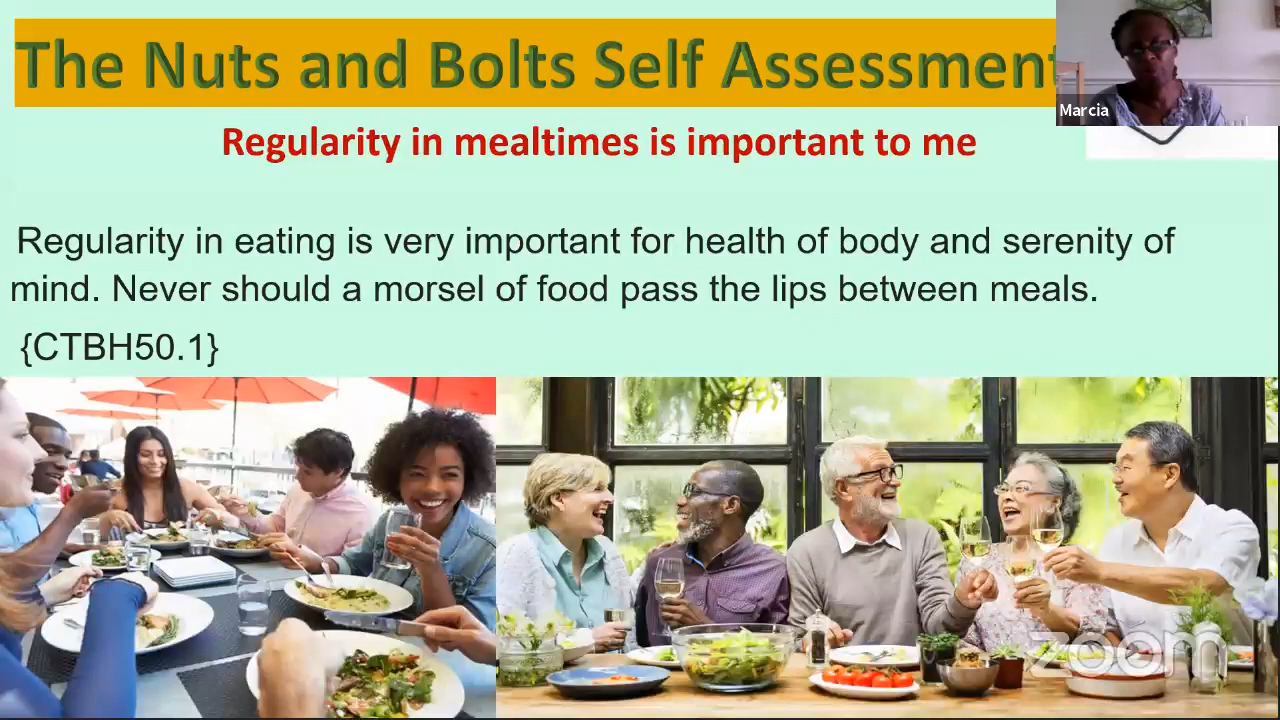 The Nuts and Bolts Self Assessment
Marcia
Regularity in mealtimes is important to me
Regularity in eating is very important for health of body and serenity of
mind. Never should a morsel of food pass the lips between meals.
{CTBH50.1}
zoom